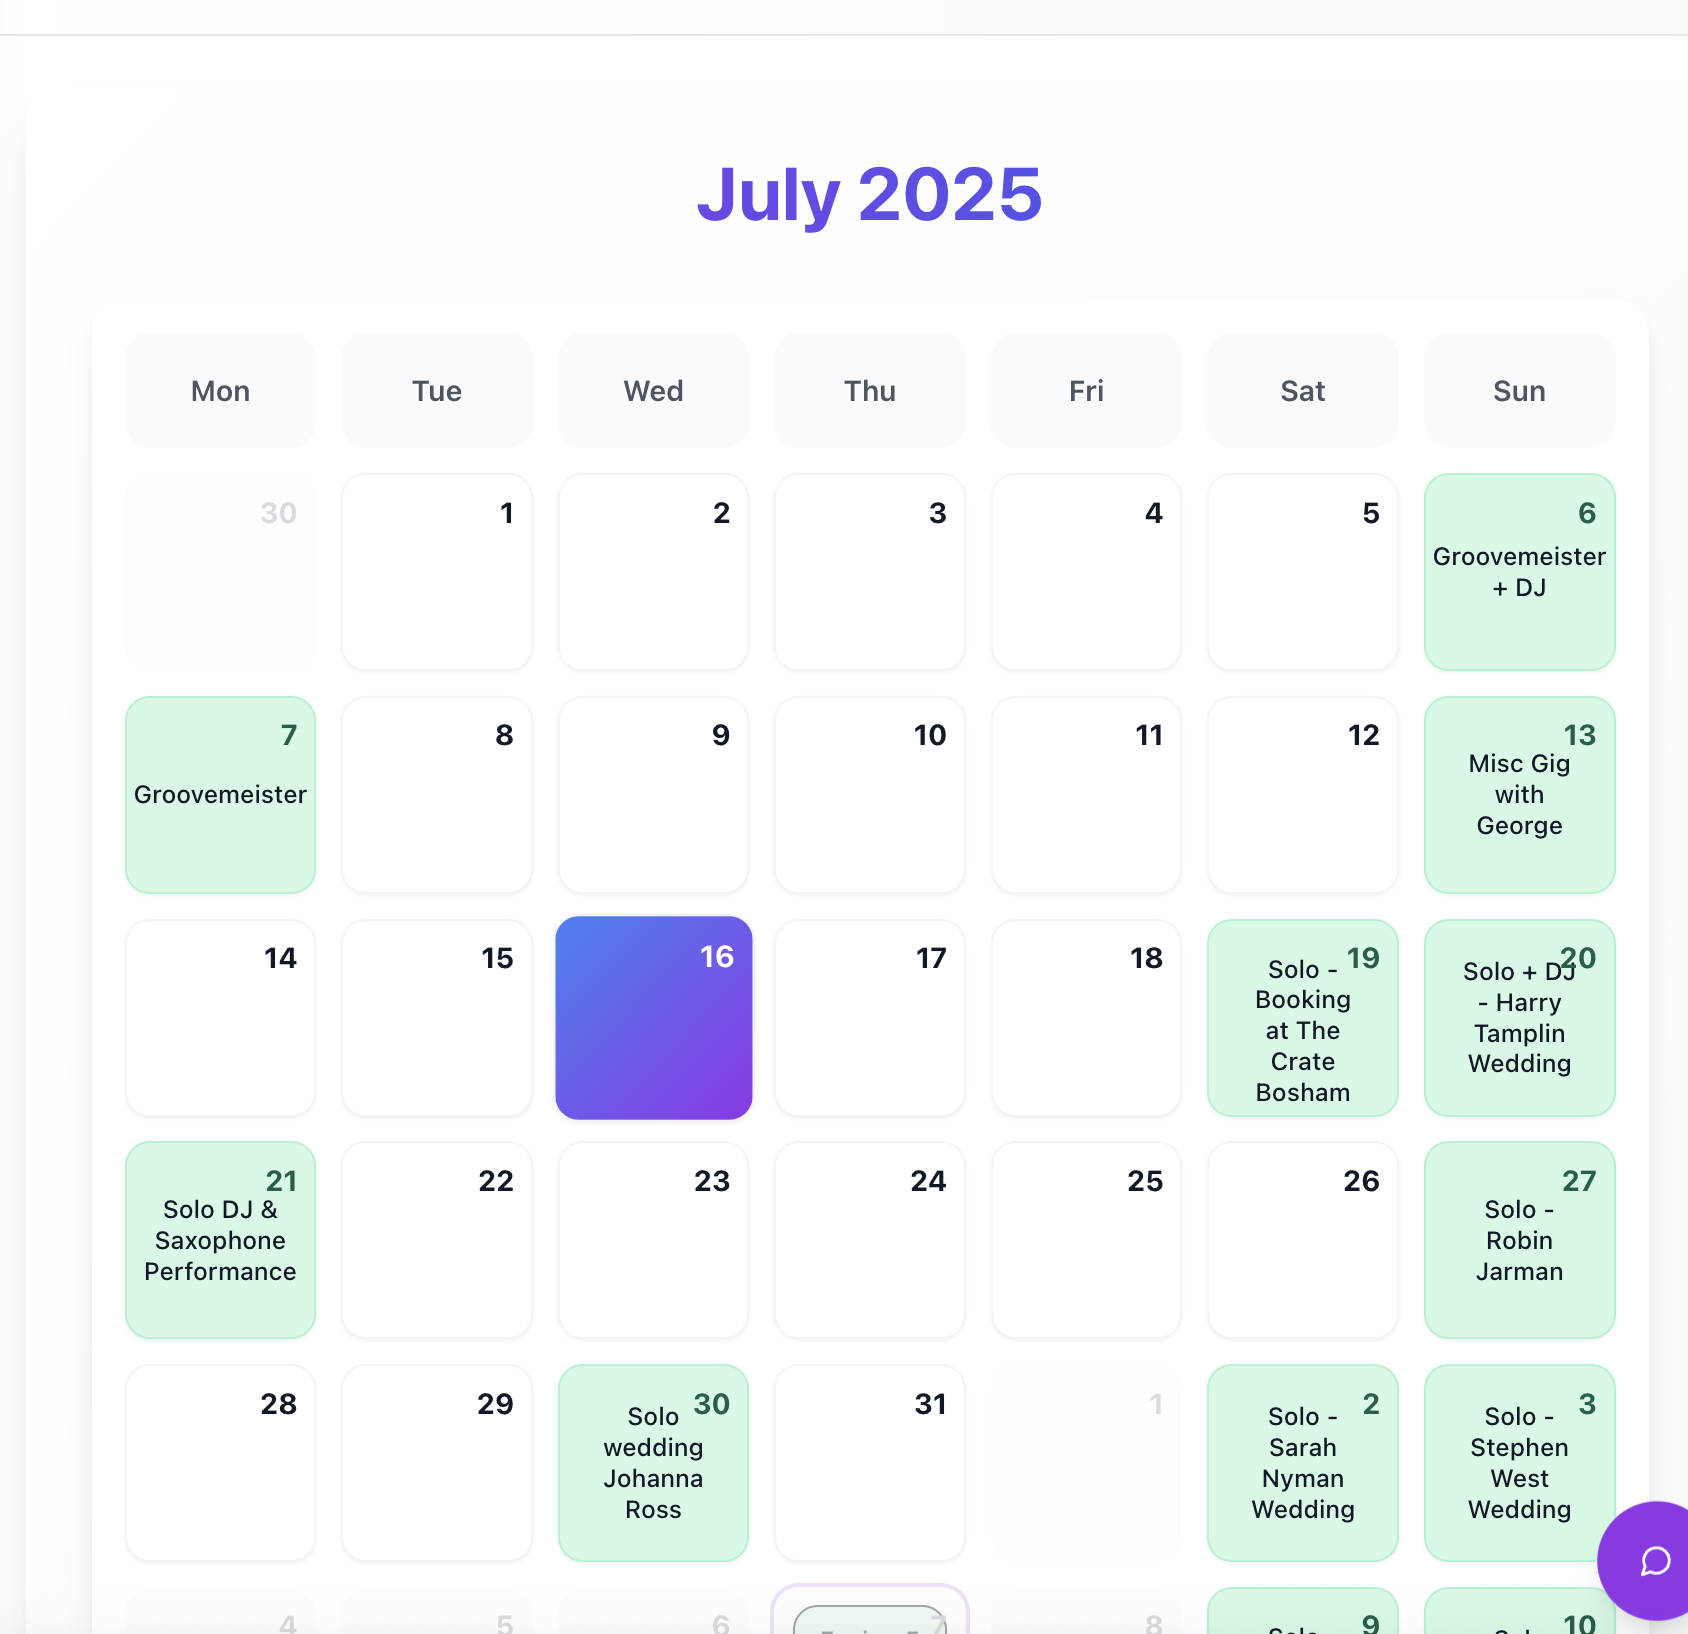 July 2025
Mon Tue Wed Thu Fri Sat Sun
30 1 2 3 4 5 6
Groovemeister
+ DJ
7 8 9 10 11 12 13
Groovemeister
Misc Gig
with
George
14 15 16 17 18 19 20
Solo -
Booking
at The
Crate
Bosham
Solo + DJ
- Harry
Tamplin
Wedding
21 22 23 24 25 26 27
Solo DJ &
Saxophone
Performance
Solo -
Robin
Jarman
28 29 30 31 1 2 3
Solo
wedding
Johanna
Ross
Solo -
Sarah
Nyman
Wedding
Solo -
Stephen
West
Wedding
4 5 6 7 8 9 10